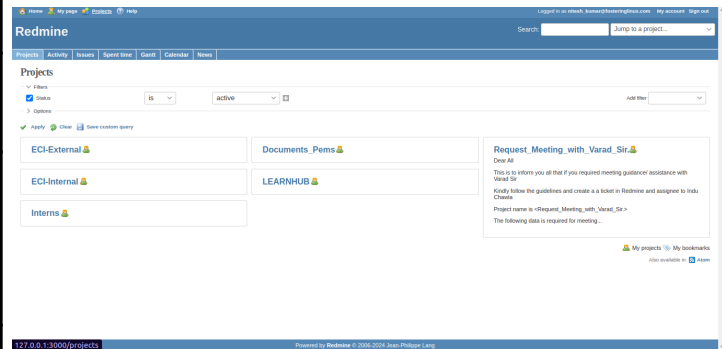 Home My page Projects Help
Logged in as nitesh_kumar@fosteringlinux.com My account Sign out
Redmine
Search:
Jump to a project...
Projects Activity Issues Spent time Gantt Calendar News
Projects
Filters
Status is active
Add filter
Options
Apply Clear Save custom query
ECI-External
Documents_Pems
Request_Meeting_with_Varad_Sir.
Dear All
This is to inform you all that if you required meeting guidance/ assistance with
Varad Sir
Kindly follow the guidelines and create a a ticket in Redmine and assignee to Indu
Chawla
Project name is <Request_Meeting_with_Varad_Sir.>
The following data is required for meeting...
ECI-Internal
LEARNHUB
Interns
My projects My bookmarks
Also available in: Atom
127.0.0.1:3000/projects
Powered by Redmine © 2006-2024 Jean-Philippe Lang